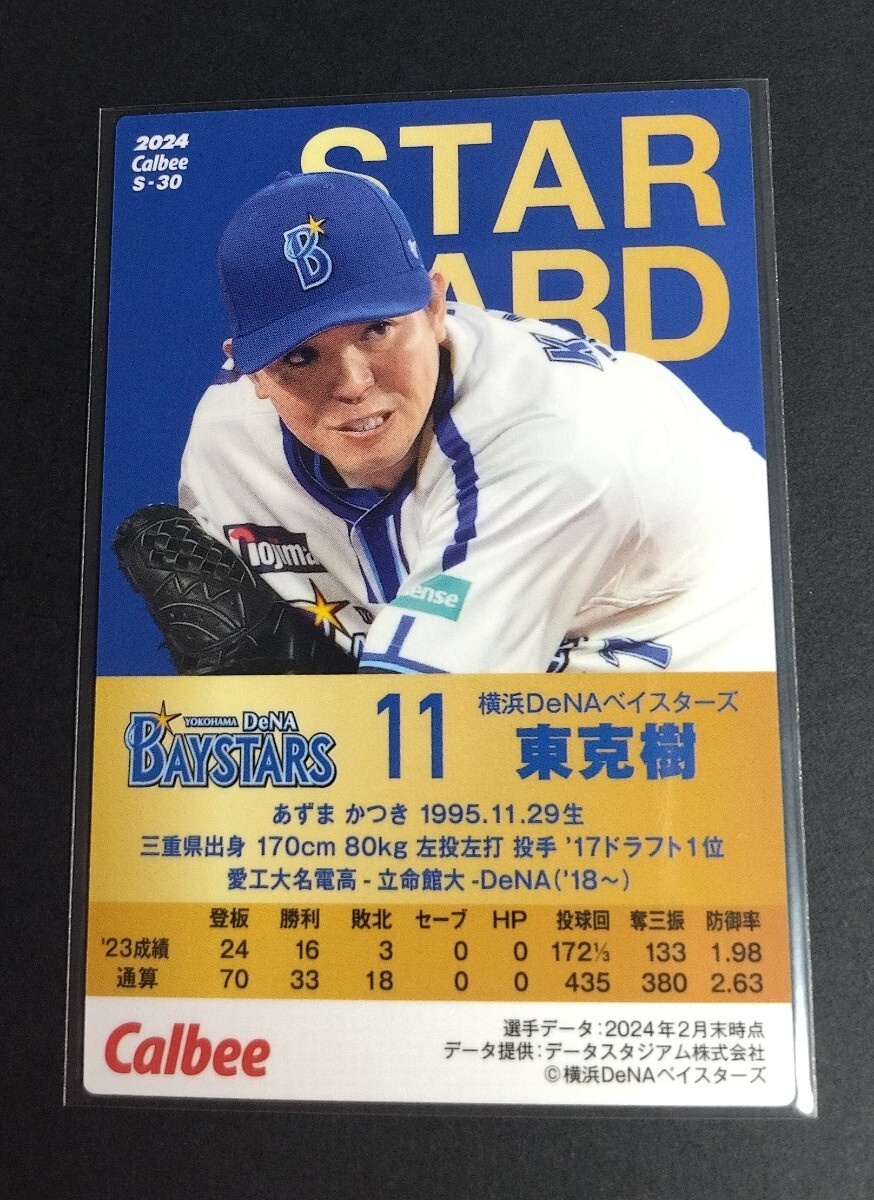 2024
Calbee
S-30
STAR
CARD
B
K
nojima
ense
YOKOHAMA DeNA
BAYSTARS
11
横浜DeNAベイスターズ
東克樹
あずま かつき 1995.11.29生
三重県出身 170cm 80kg 左投左打 投手 '17ドラフト1位
愛工大名電高-立命館大-DeNA('18~)
登板 勝利 敗北 セーブ HP 投球回 奪三振 防御率
'23成績 24 16 3 0 0 172⅓ 133 1.98
通算 70 33 18 0 0 435 380 2.63
Calbee
選手データ:2024年2月末時点
データ提供:データスタジアム株式会社
©横浜DeNAベイスターズ